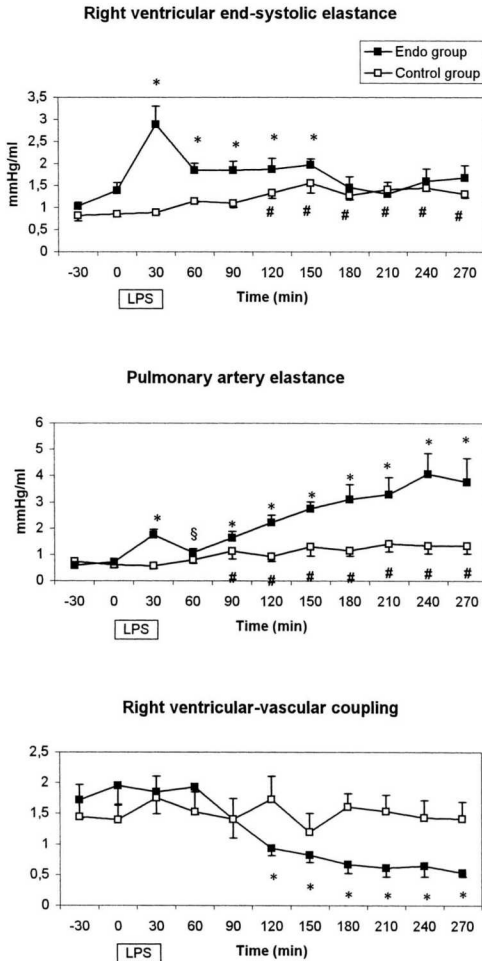 Right ventricular end-systolic elastance
Endo group
Control group
mmHg/ml
3,5
3
2,5
2
1,5
1
0,5
0
*
* * * *
# # # # # #
-30 0 30 60 90 120 150 180 210 240 270
LPS
Time (min)
Pulmonary artery elastance
mmHg/ml
6
5
4
3
2
1
0
* § * * * * * * *
# # # # # # #
-30 0 30 60 90 120 150 180 210 240 270
LPS
Time (min)
Right ventricular-vascular coupling
2,5
2
1,5
1
0,5
0
* * * * * *
-30 0 30 60 90 120 150 180 210 240 270
LPS
Time (min)